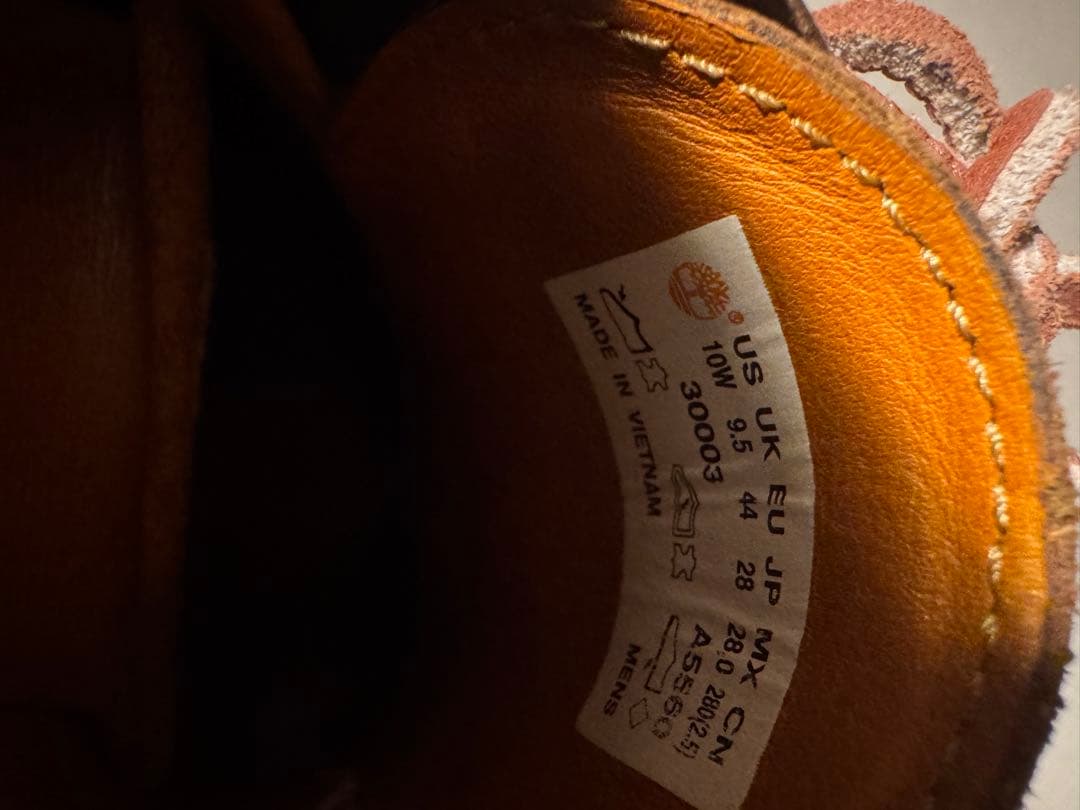 ®
US UK EU JP MX CN
10W 9.5 44 28 28.0 280(2.5)
30003 A5560
MADE IN VIETNAM MENS